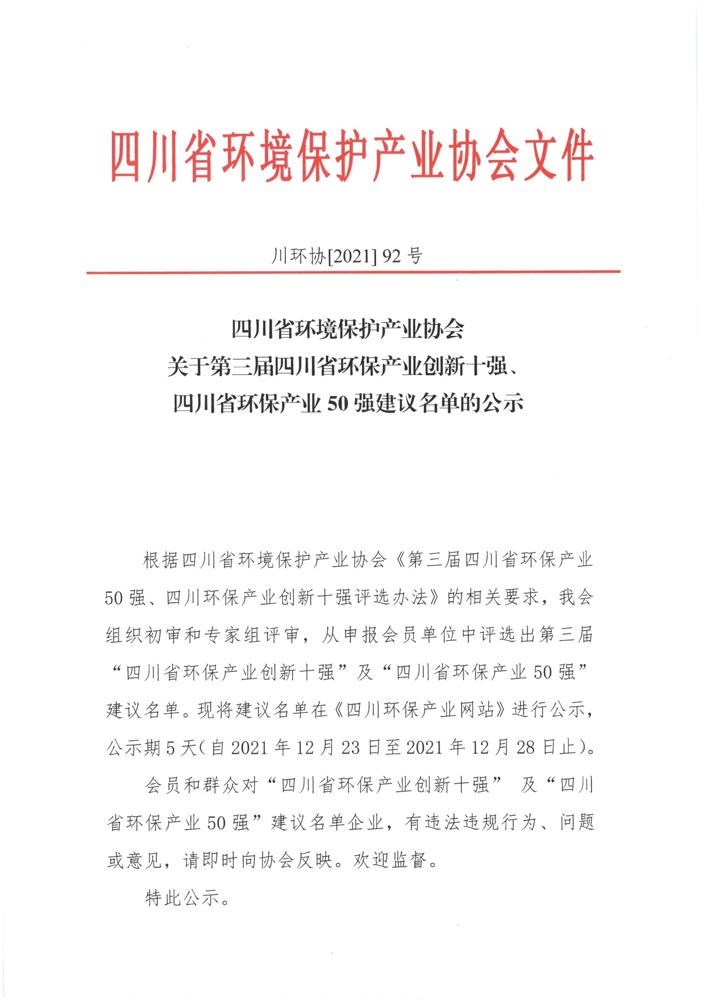 四川省环境保护产业协会文件
川环协[2021] 92 号
四川省环境保护产业协会
关于第三届四川省环保产业创新十强、
四川省环保产业 50 强建议名单的公示
根据四川省环境保护产业协会《第三届四川省环保产业
50 强、四川环保产业创新十强评选办法》的相关要求，我会
组织初审和专家组评审，从申报会员单位中评选出第三届
“四川省环保产业创新十强”及“四川省环保产业 50 强”
建议名单。现将建议名单在《四川环保产业网站》进行公示，
公示期 5 天（自 2021 年 12 月 23 日至 2021 年 12 月 28 日止）。
会员和群众对“四川省环保产业创新十强” 及“四川
省环保产业 50 强”建议名单企业，有违法违规行为、问题
或意见，请即时向协会反映。欢迎监督。
特此公示。